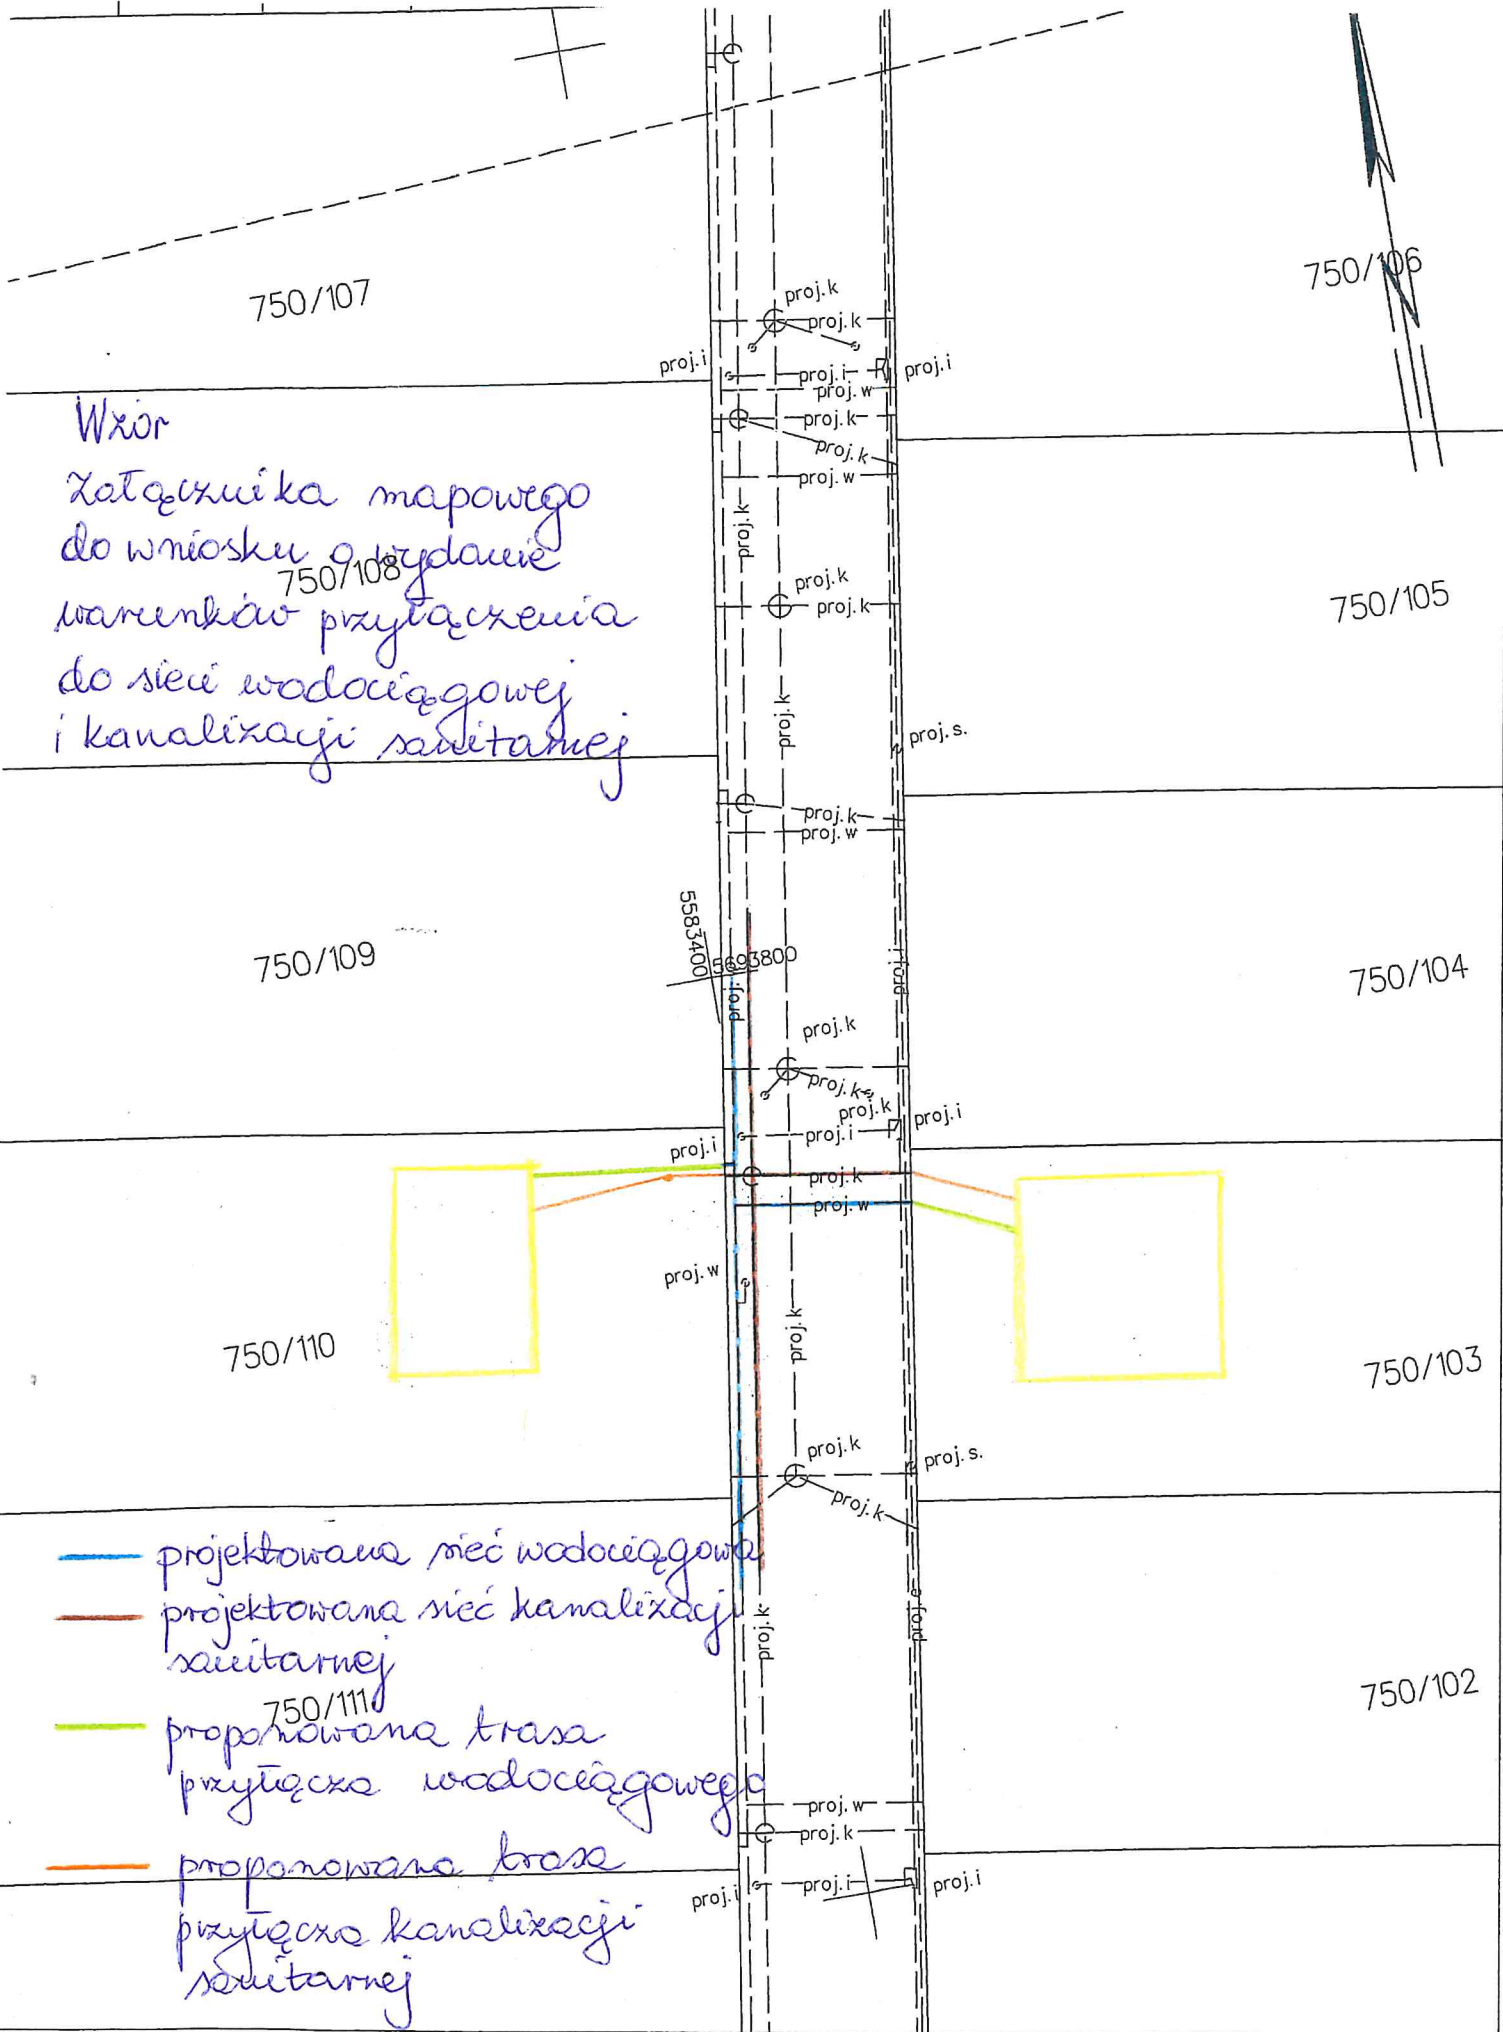 750/107
750/106
proj.k
proj.k
proj.i
proj.i
proj.i
proj.w
proj.k
proj.k
proj.w
Wzór
załącznika mapowego
do wniosku o wydanie
750/108
warunków przyłączenia
do sieci wodociągowej
i kanalizacji sanitarnej
proj.k
proj.k
proj.k
750/105
proj.k
proj.s.
proj.k
proj.w
5583400
5693800
750/109
proj.
proj.i
750/104
proj.k
proj.k
proj.k
proj.i
proj.i
proj.i
proj.k
proj.w
proj.w
proj.k
750/110
750/103
proj.k
proj.s.
proj.k
projektowana sieć wodociągowa
projektowana sieć kanalizacji
sanitarnej
proj.k
proj.e
750/111
750/102
proponowana trasa
przyłącza wodociągowego
proj.w
proj.k
proponowana trasa
proj.i
proj.i
proj.i
przyłącza kanalizacji
sanitarnej